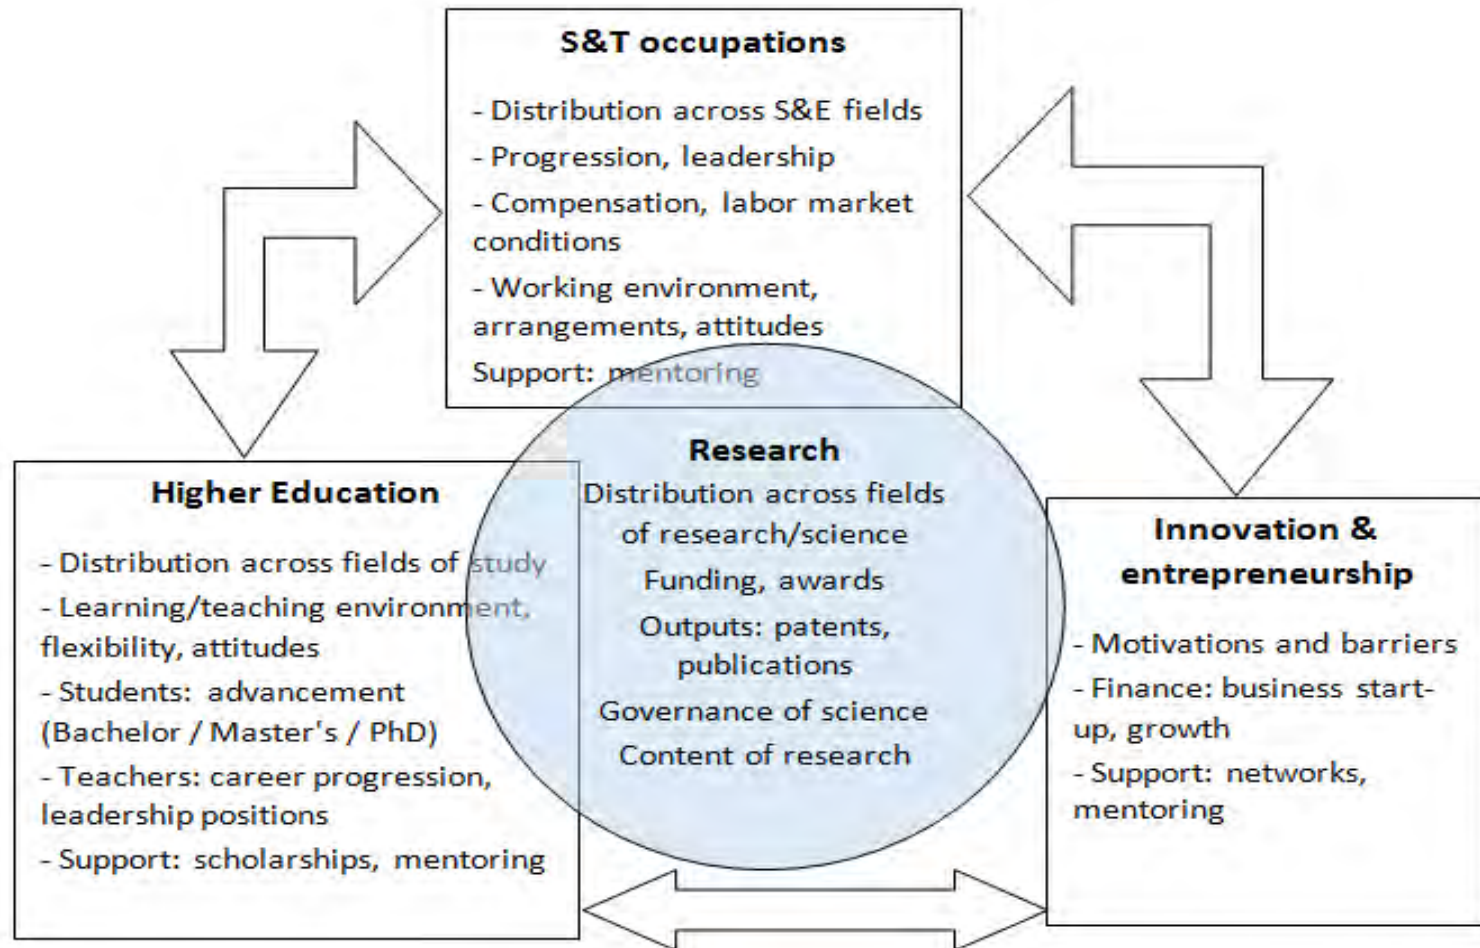 S&T occupations
- Distribution across S&E fields
- Progression, leadership
- Compensation, labor market
conditions
- Working environment,
arrangements, attitudes
Support: mentoring
Research
Distribution across fields
of research/science
Funding, awards
Outputs: patents,
publications
Governance of science
Content of research
Higher Education
- Distribution across fields of study
- Learning/teaching environment,
flexibility, attitudes
- Students: advancement
(Bachelor / Master's / PhD)
- Teachers: career progression,
leadership positions
- Support: scholarships, mentoring
Innovation &
entrepreneurship
- Motivations and barriers
- Finance: business start-
up, growth
- Support: networks,
mentoring